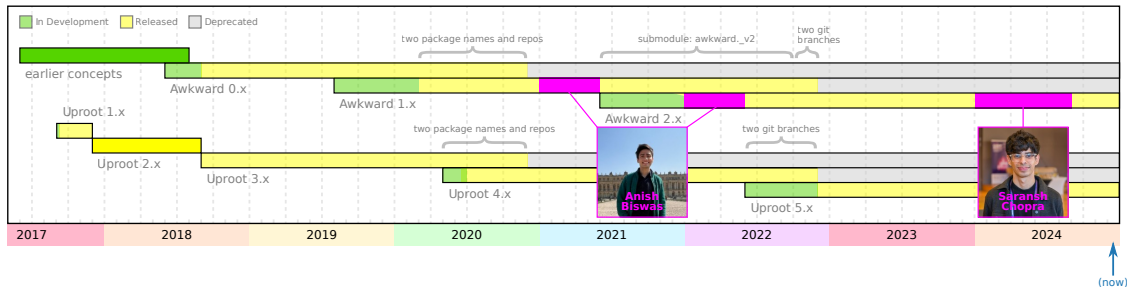 In Development
Released
Deprecated
two package names and repos
submodule: awkward._v2
two git
branches
earlier concepts
Awkward 0.x
Awkward 1.x
Awkward 2.x
Uproot 1.x
two package names and repos
two git branches
Uproot 2.x
Uproot 3.x
Uproot 4.x
Uproot 5.x
Anish
Biswas
Saransh
Chopra
2017
2018
2019
2020
2021
2022
2023
2024
(now)